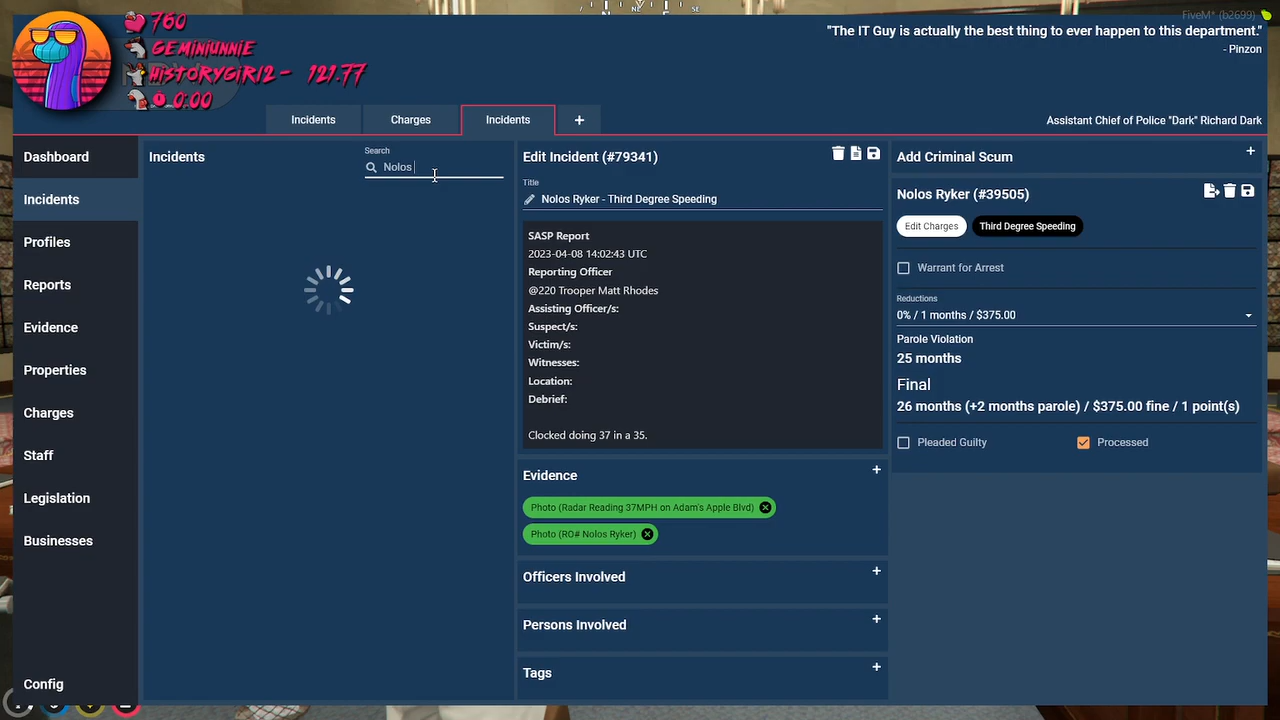 NE
N
SE
FiveM* (b2699)
760
GEMINIUNNIE
HISTORYGIRL2 - 121.77
0:00
"The IT Guy is actually the best thing to ever happen to this department."
- Pinzon
Incidents
Charges
Incidents
+
Assistant Chief of Police "Dark" Richard Dark
Dashboard
Incidents
Profiles
Reports
Evidence
Properties
Charges
Staff
Legislation
Businesses
Config
Incidents
Search
Nolos
Edit Incident (#79341)
Title
Nolos Ryker - Third Degree Speeding
SASP Report
2023-04-08 14:02:43 UTC
Reporting Officer
@220 Trooper Matt Rhodes
Assisting Officer/s:
Suspect/s:
Victim/s:
Witnesses:
Location:
Debrief:
Clocked doing 37 in a 35.
Evidence
Photo (Radar Reading 37MPH on Adam's Apple Blvd)
Photo (RO# Nolos Ryker)
Officers Involved
Persons Involved
Tags
Add Criminal Scum
Nolos Ryker (#39505)
Edit Charges
Third Degree Speeding
Warrant for Arrest
Reductions
0% / 1 months / $375.00
Parole Violation
25 months
Final
26 months (+2 months parole) / $375.00 fine / 1 point(s)
Pleaded Guilty
Processed